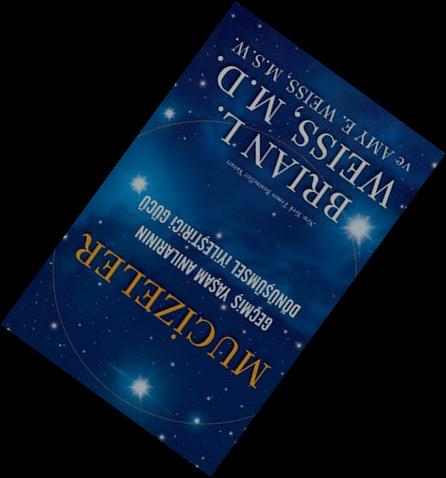 MUCİZELER
GEÇMİŞ YAŞAM ANILARININ
DÖNÜŞÜMSEL İYİLEŞTİRİCİ GÜCÜ
New York Times Bestseller Yazarı
BRIAN L.
WEISS, M.D.
ve AMY E. WEISS, M.S.W.